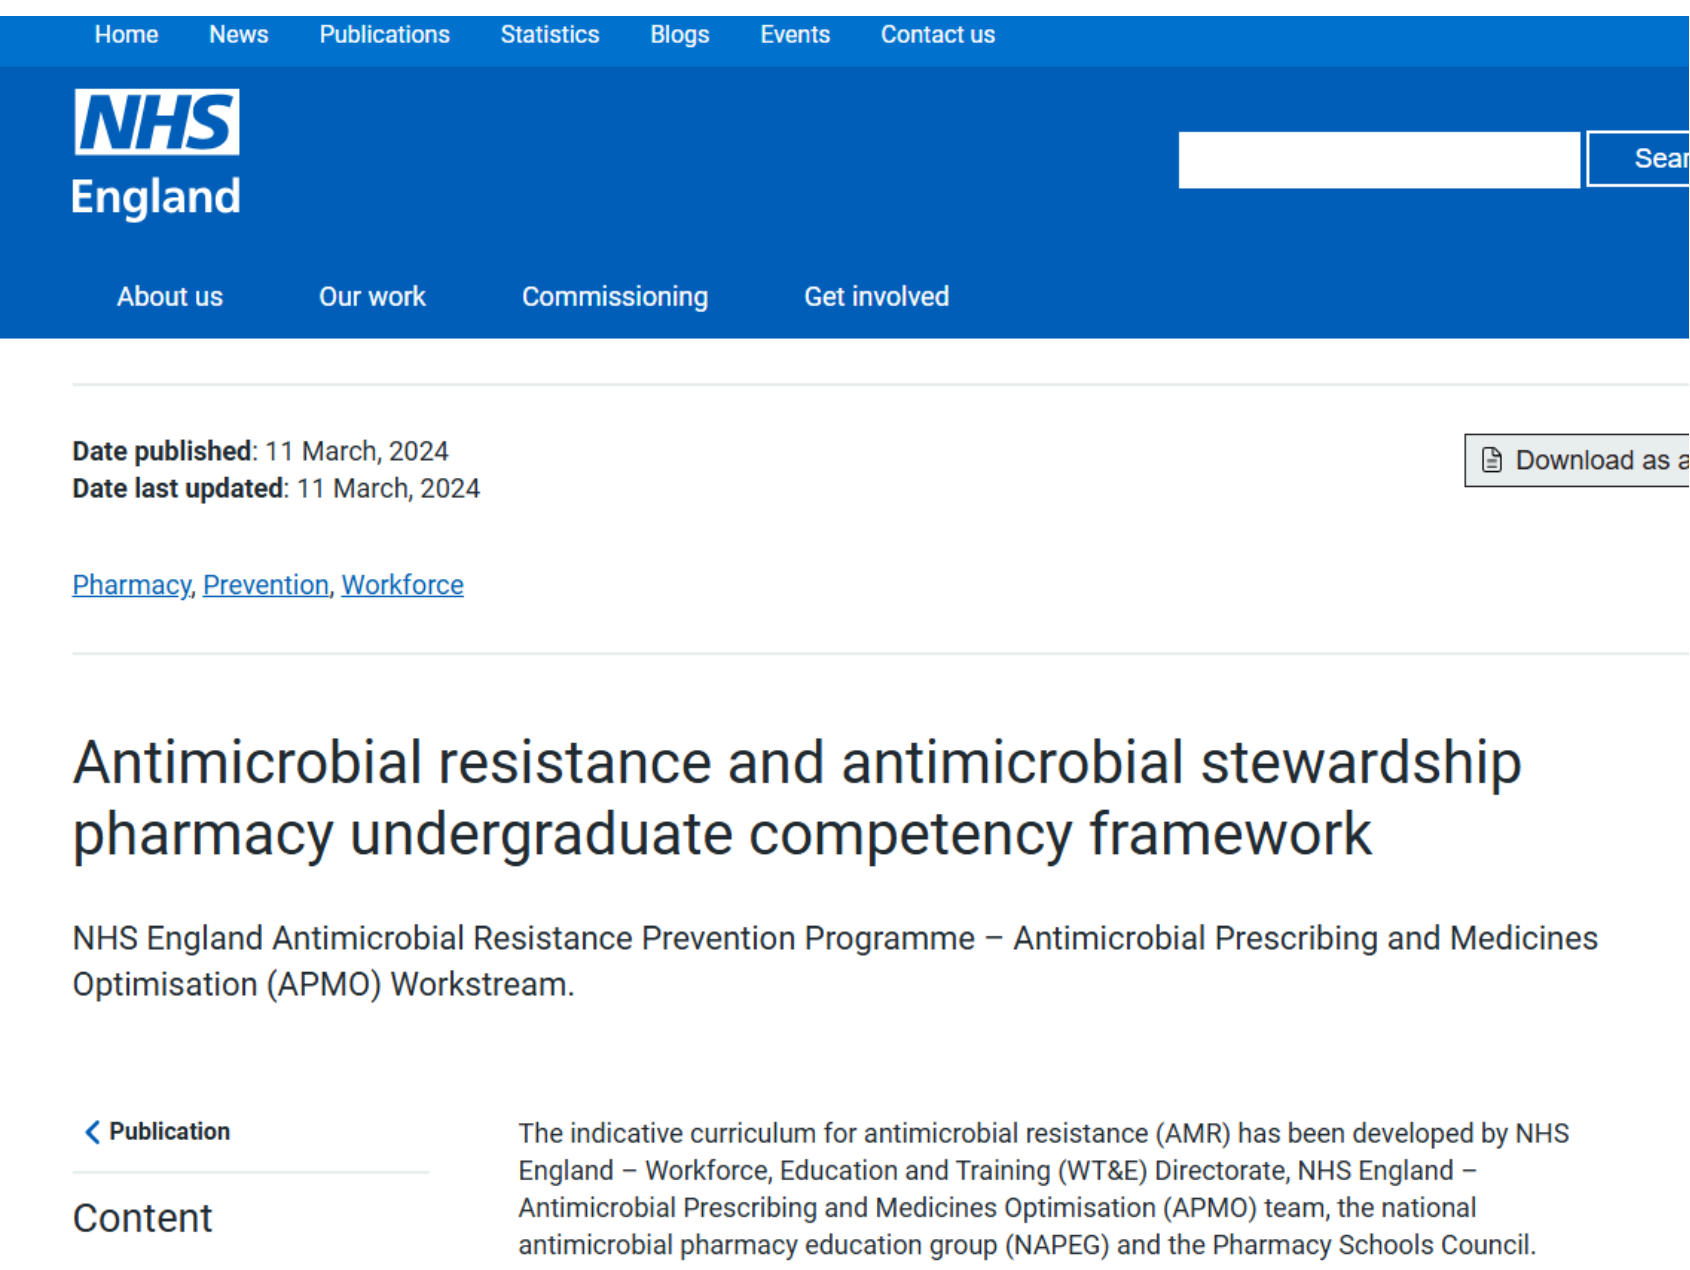 Home News Publications Statistics Blogs Events Contact us
NHS
England
Sear
About us Our work Commissioning Get involved
Date published: 11 March, 2024
Date last updated: 11 March, 2024
Download as a
Pharmacy, Prevention, Workforce
Antimicrobial resistance and antimicrobial stewardship
pharmacy undergraduate competency framework
NHS England Antimicrobial Resistance Prevention Programme – Antimicrobial Prescribing and Medicines
Optimisation (APMO) Workstream.
Publication
Content
The indicative curriculum for antimicrobial resistance (AMR) has been developed by NHS
England – Workforce, Education and Training (WT&E) Directorate, NHS England –
Antimicrobial Prescribing and Medicines Optimisation (APMO) team, the national
antimicrobial pharmacy education group (NAPEG) and the Pharmacy Schools Council.